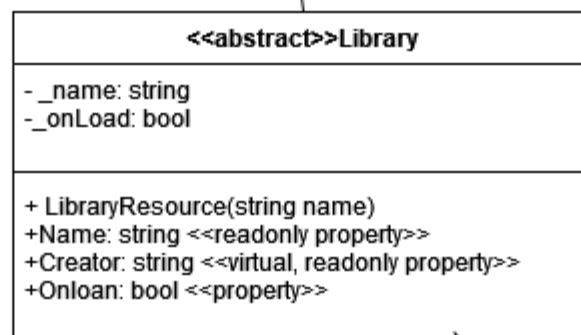 <<abstract>>Library
- _name: string
-_onLoad: bool
+ LibraryResource(string name)
+Name: string <<readonly property>>
+Creator: string <<virtual, readonly property>>
+Onloan: bool <<property>>